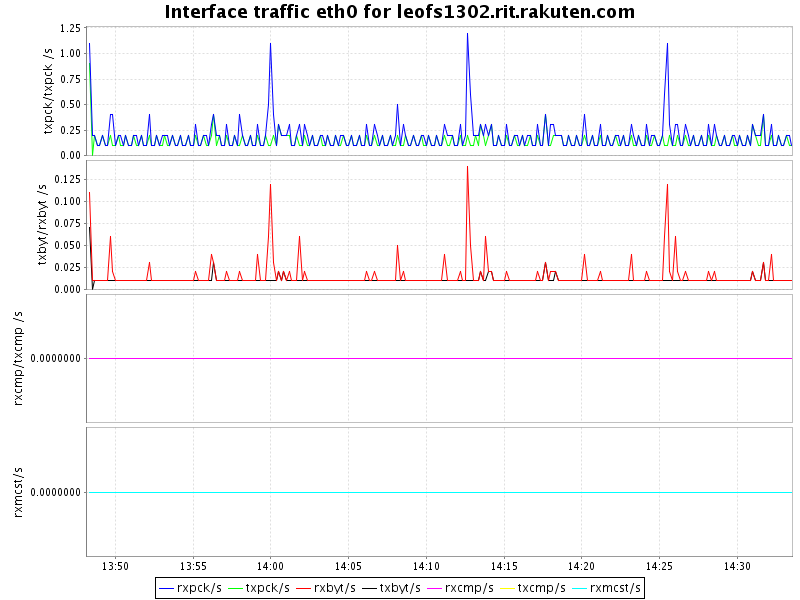 Interface traffic eth0 for leofs1302.rit.rakuten.com
txpck/txpck /s
1.25
1.00
0.75
0.50
0.25
0.00
txbyt/rxbyt /s
0.125
0.100
0.075
0.050
0.025
0.000
rxcmp/txcmp /s
0.0000000
rxmcst/s
0.0000000
13:50 13:55 14:00 14:05 14:10 14:15 14:20 14:25 14:30
rxpck/s txpck/s rxbyt/s txbyt/s rxcmp/s txcmp/s rxmcst/s